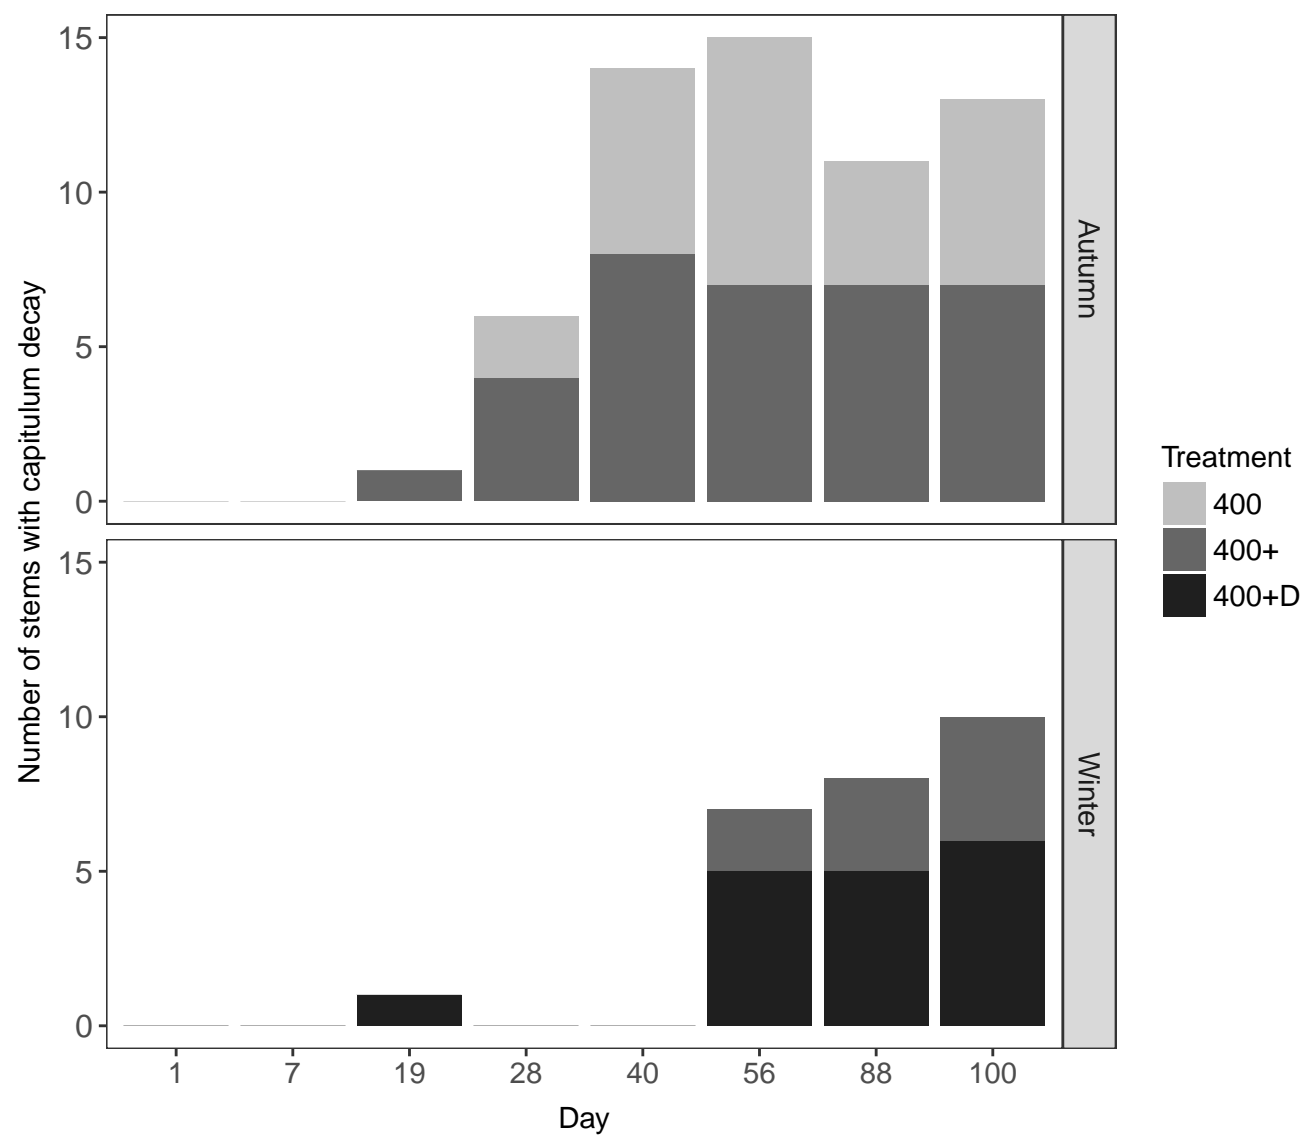 Number of stems with capitulum decay
15
10
5
0
Autumn
15
10
5
0
Winter
1 7 19 28 40 56 88 100
Day
Treatment
400
400+
400+D